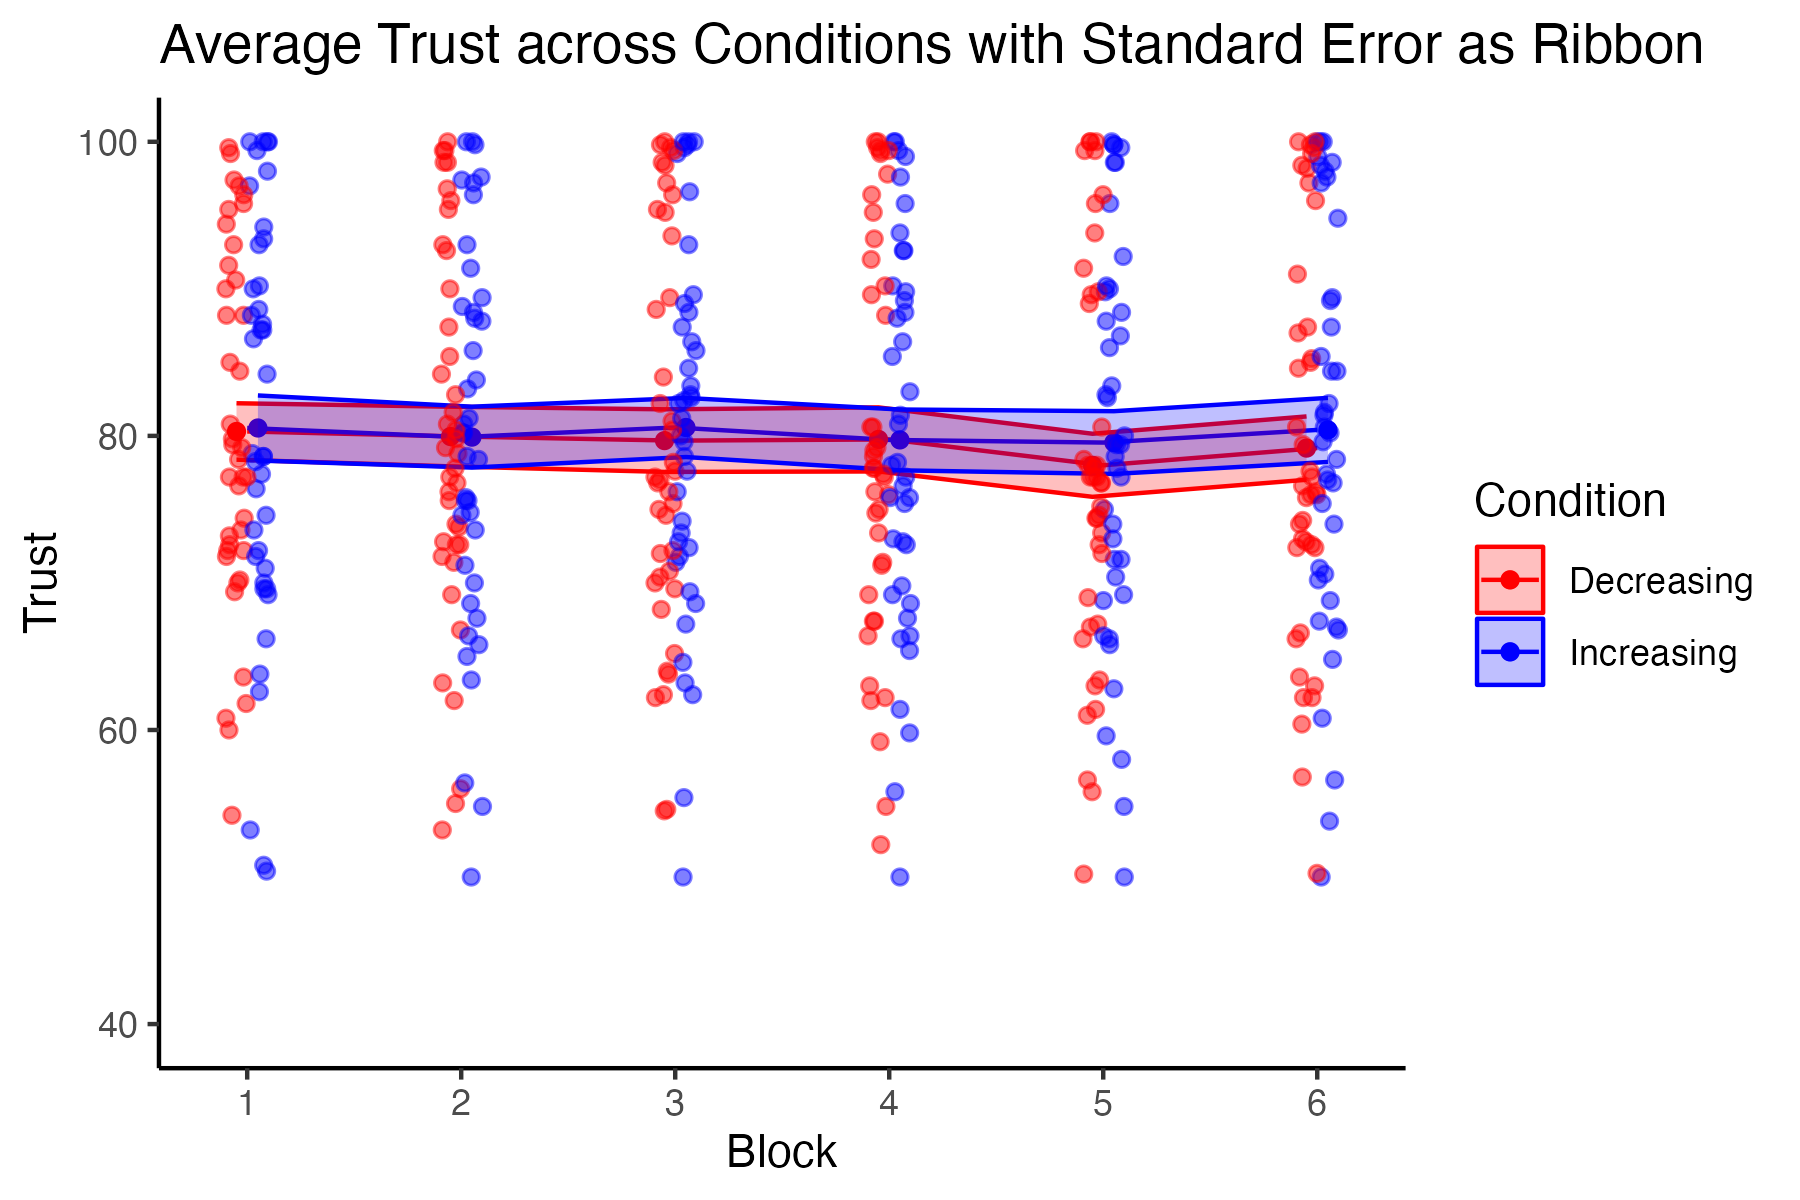 Average Trust across Conditions with Standard Error as Ribbon
100
80
60
40
Trust
1 2 3 4 5 6
Block
Condition
Decreasing
Increasing